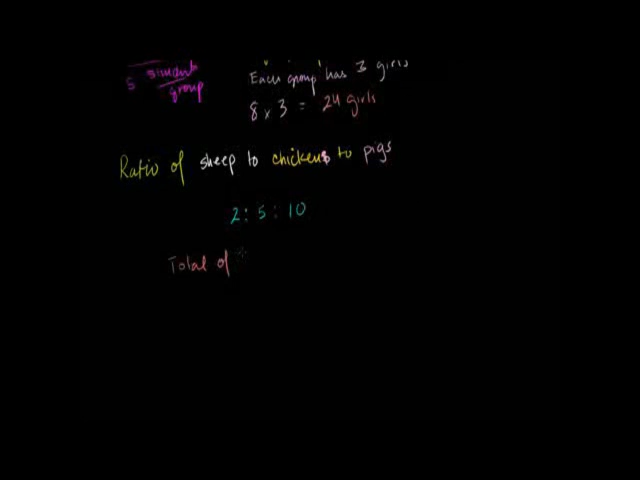 5 student
group
Each group has 3 girls
8 x 3 = 24 girls
Ratio of sheep to chickens to pigs
2 : 5 : 10
Total of